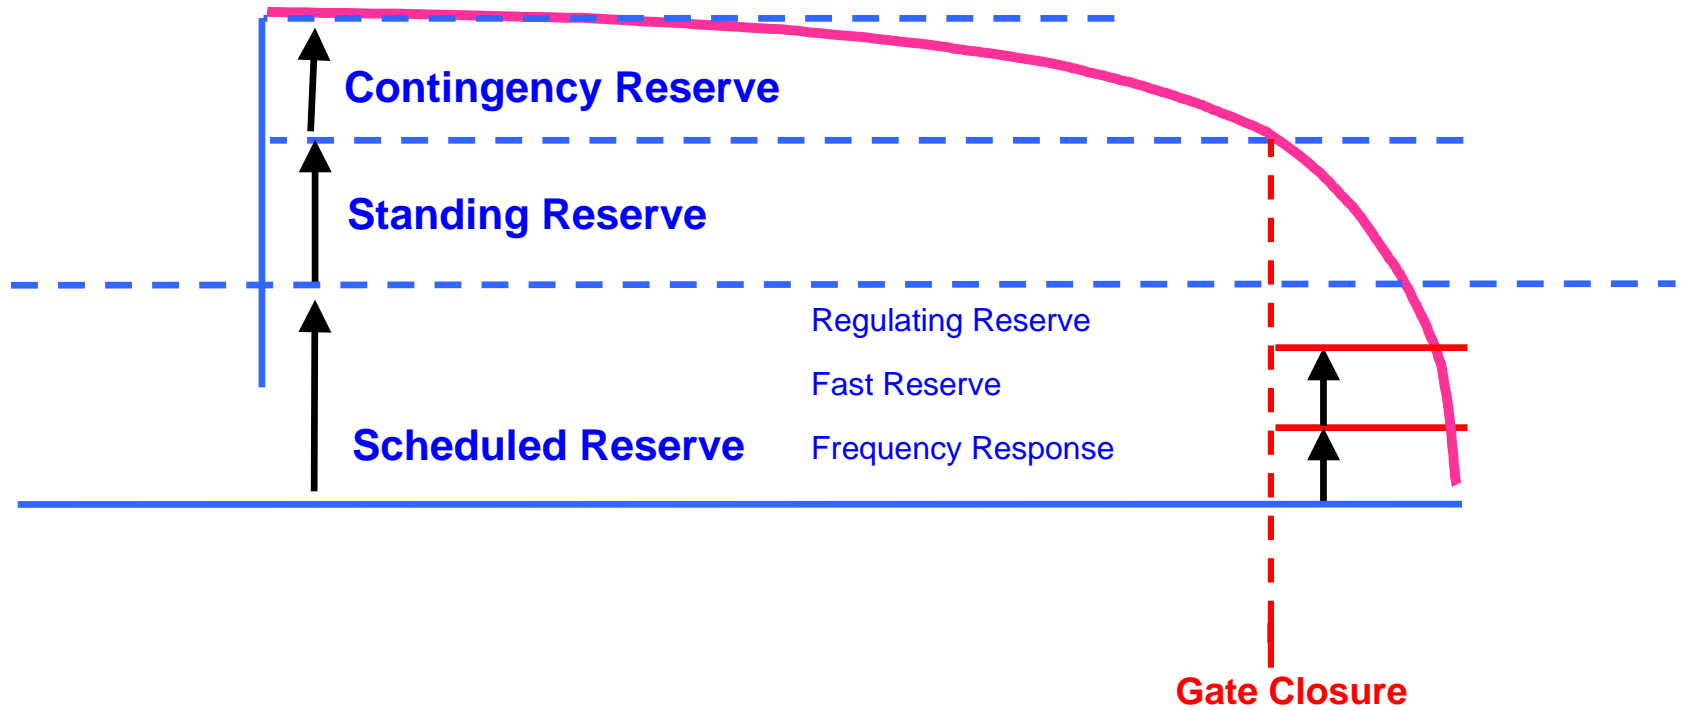 Contingency Reserve
Standing Reserve
Regulating Reserve
Fast Reserve
Scheduled Reserve
Frequency Response
Gate Closure